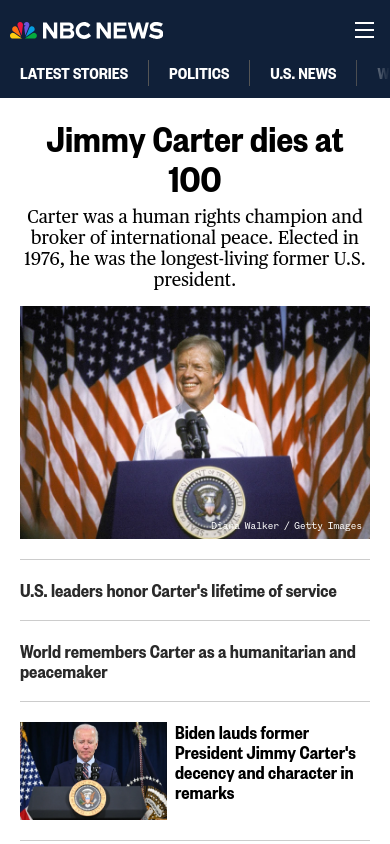 NBC NEWS
LATEST STORIES
POLITICS
U.S. NEWS
Jimmy Carter dies at
100
Carter was a human rights champion and
broker of international peace. Elected in
1976, he was the longest-living former U.S.
president.
Diana Walker / Getty Images
U.S. leaders honor Carter's lifetime of service
World remembers Carter as a humanitarian and
peacemaker
Biden lauds former
President Jimmy Carter's
decency and character in
remarks